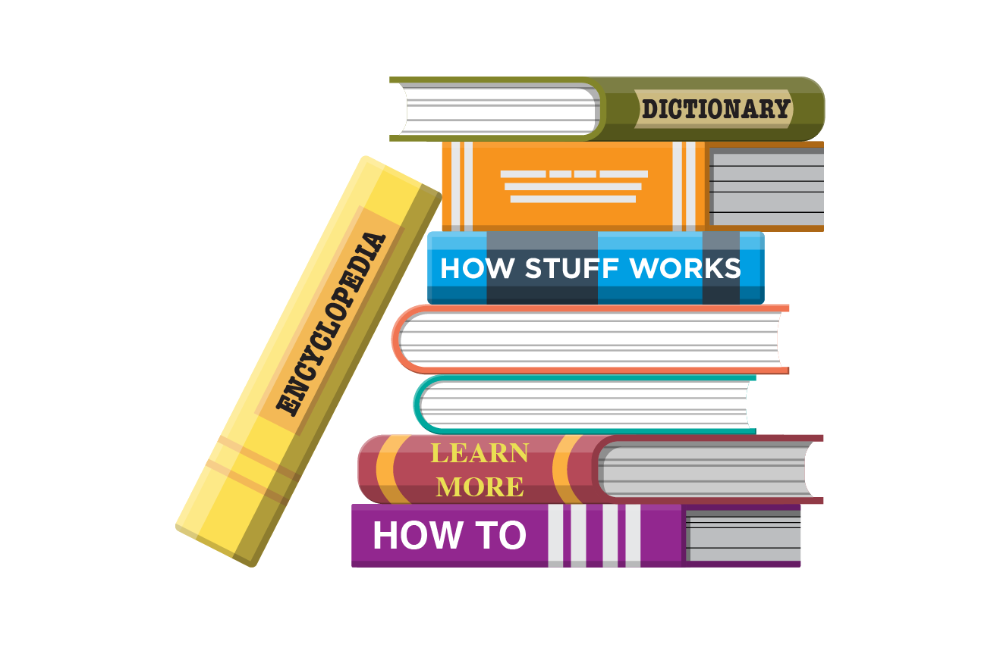 DICTIONARY
ENCYCLOPEDIA
HOW STUFF WORKS
LEARN
MORE
HOW TO